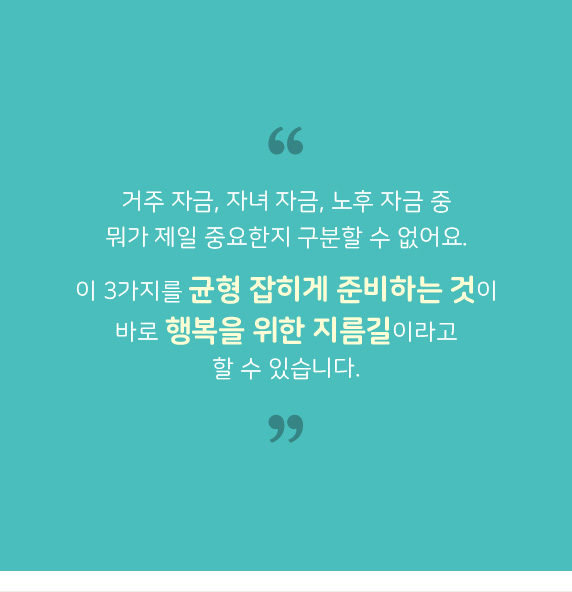 “
거주 자금, 자녀 자금, 노후 자금 중
뭐가 제일 중요한지 구분할 수 없어요.
이 3가지를 균형 잡히게 준비하는 것이
바로 행복을 위한 지름길이라고
할 수 있습니다.
”